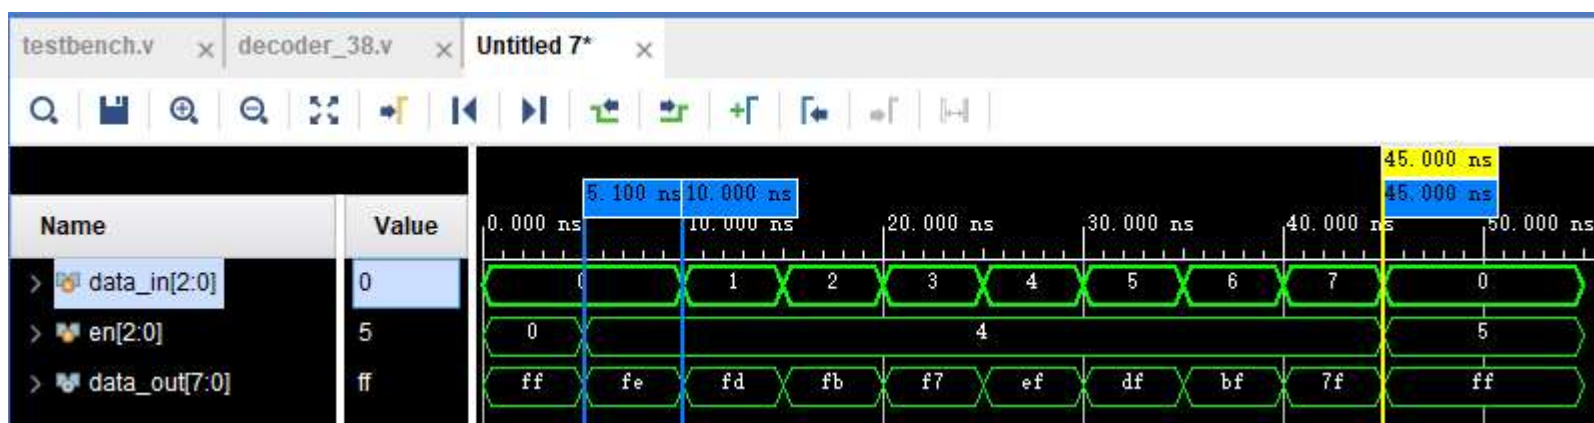 testbench.v × decoder_38.v × Untitled 7* ×
45.000 ns
5.100 ns 10.000 ns 45.000 ns
Name Value 0.000 ns 10.000 ns 20.000 ns 30.000 ns 40.000 ns 50.000 ns
data_in[2:0] 0 0 1 2 3 4 5 6 7 0
en[2:0] 5 0 4 5
data_out[7:0] ff ff fe fd fb f7 ef df bf 7f ff